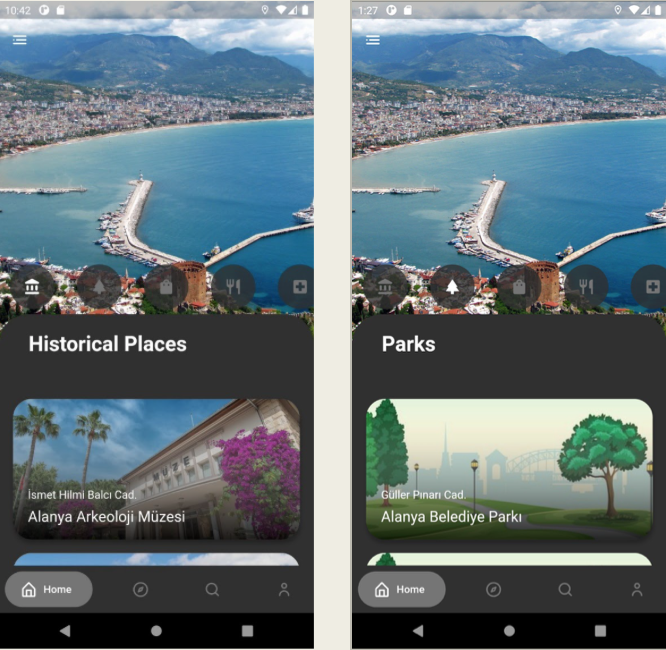 10:42
Historical Places
MÜZE
İsmet Hilmi Balcı Cad.
Alanya Arkeoloji Müzesi
Home
1:27
Parks
Güller Pınarı Cad.
Alanya Belediye Parkı
Home